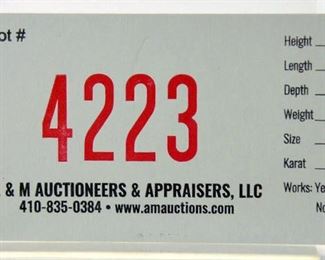 ot #
4223
& M AUCTIONEERS & APPRAISERS, LLC
410-835-0384 • www.amauctions.com
Height
Length
Depth
Weight
Size
Karat
Works: Ye
No